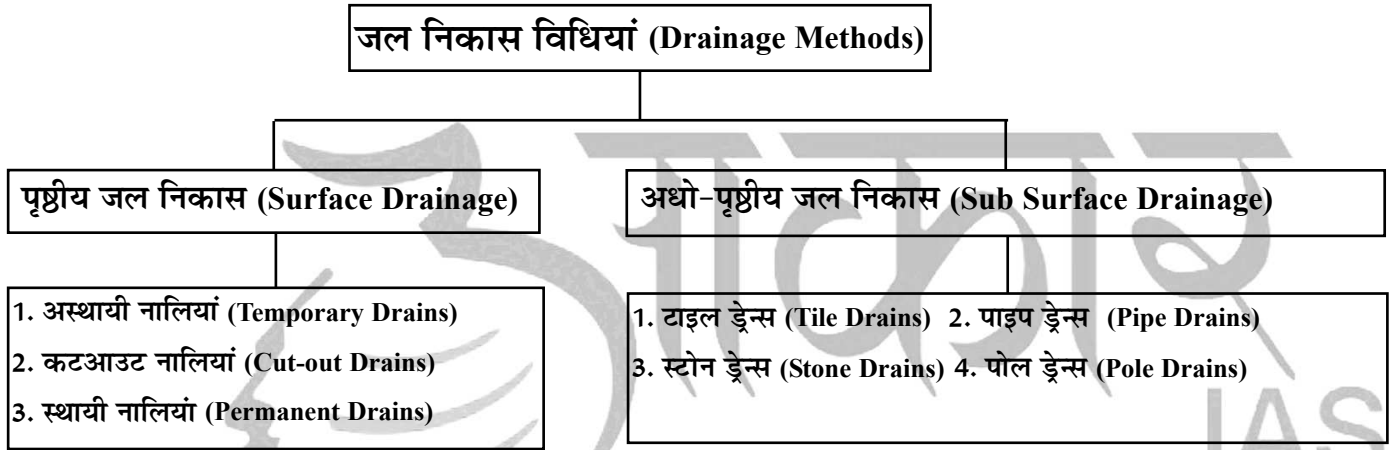 जल निकास विधियां (Drainage Methods)
पृष्ठीय जल निकास (Surface Drainage)
अधो-पृष्ठीय जल निकास (Sub Surface Drainage)
1. अस्थायी नालियां (Temporary Drains)
2. कटआउट नालियां (Cut-out Drains)
3. स्थायी नालियां (Permanent Drains)
1. टाइल ड्रेन्स (Tile Drains) 2. पाइप ड्रेन्स (Pipe Drains)
3. स्टोन ड्रेन्स (Stone Drains) 4. पोल ड्रेन्स (Pole Drains)
आकार
IAS